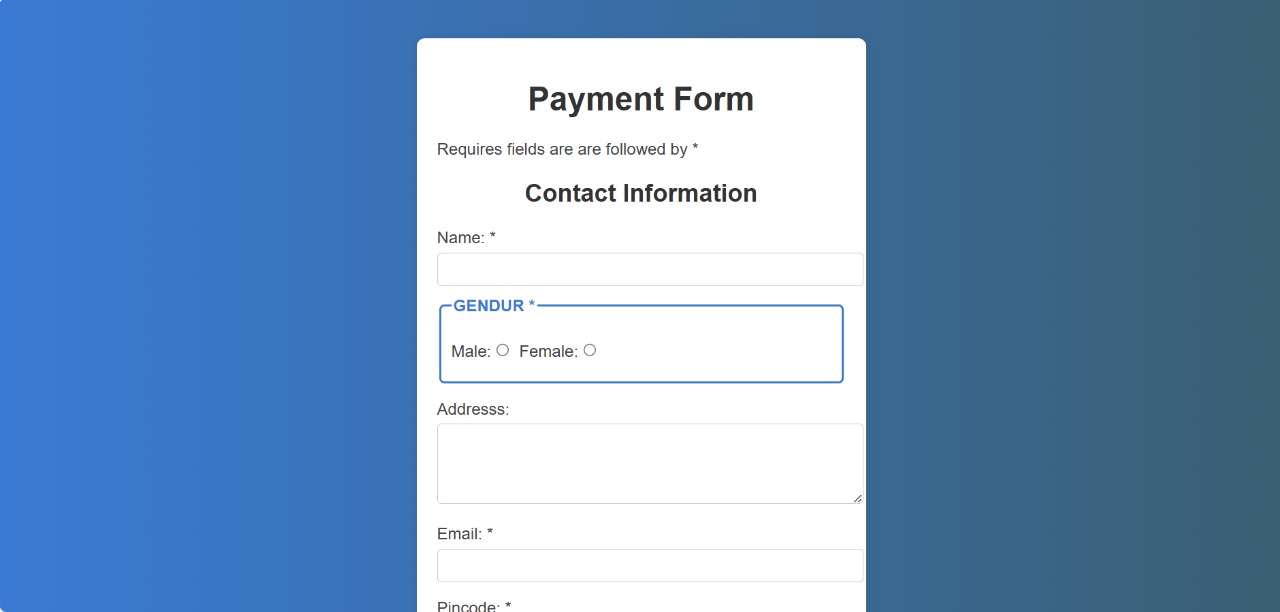 Payment Form
Requires fields are are followed by *
Contact Information
Name: *
GENDUR *
Male: Female:
Addresss:
Email: *
Pincode: *